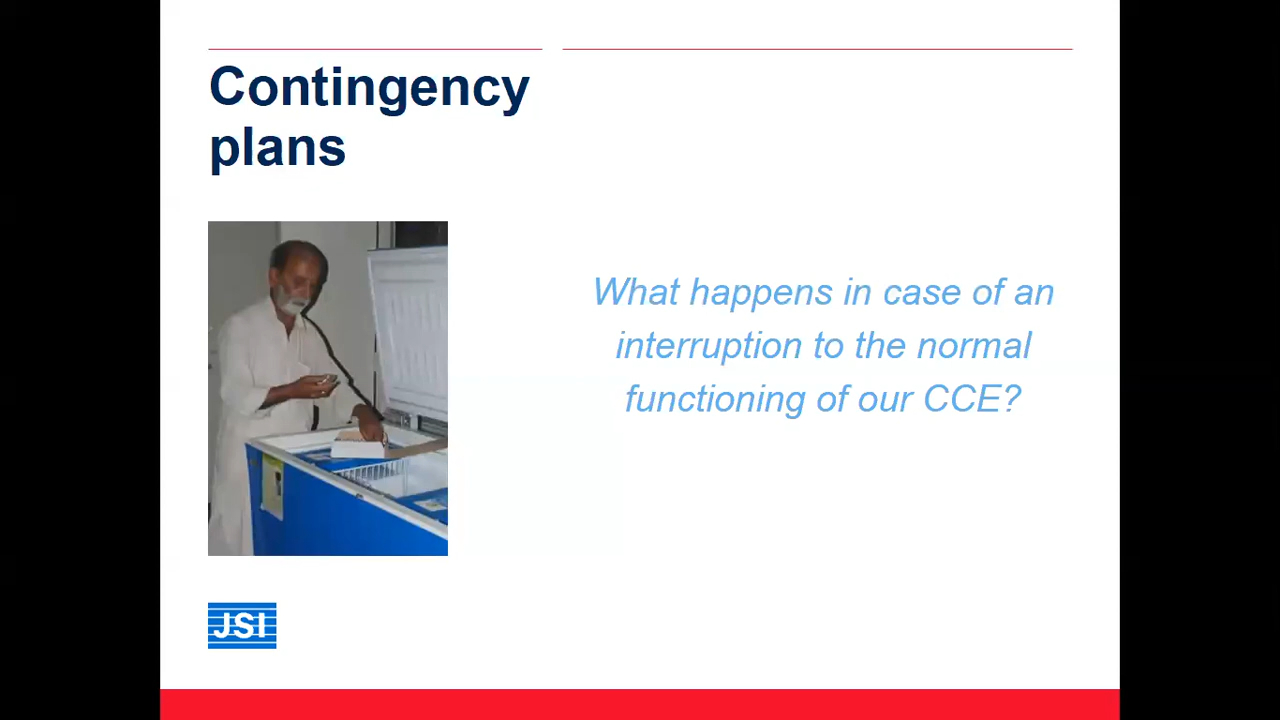 Contingency
plans
What happens in case of an
interruption to the normal
functioning of our CCE?
JSI